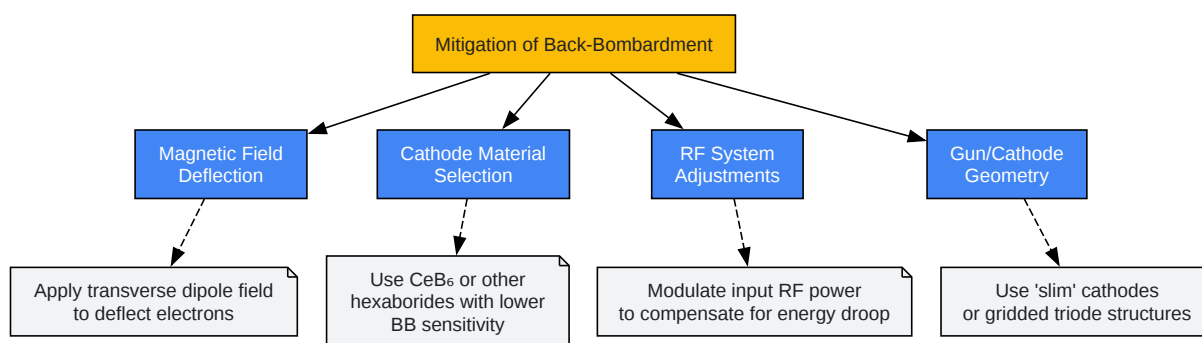 Mitigation of Back-Bombardment
Magnetic Field
Deflection
Cathode Material
Selection
RF System
Adjustments
Gun/Cathode
Geometry
Apply transverse dipole field
to deflect electrons
Use CeB₆ or other
hexaborides with lower
BB sensitivity
Modulate input RF power
to compensate for energy droop
Use 'slim' cathodes
or gridded triode structures